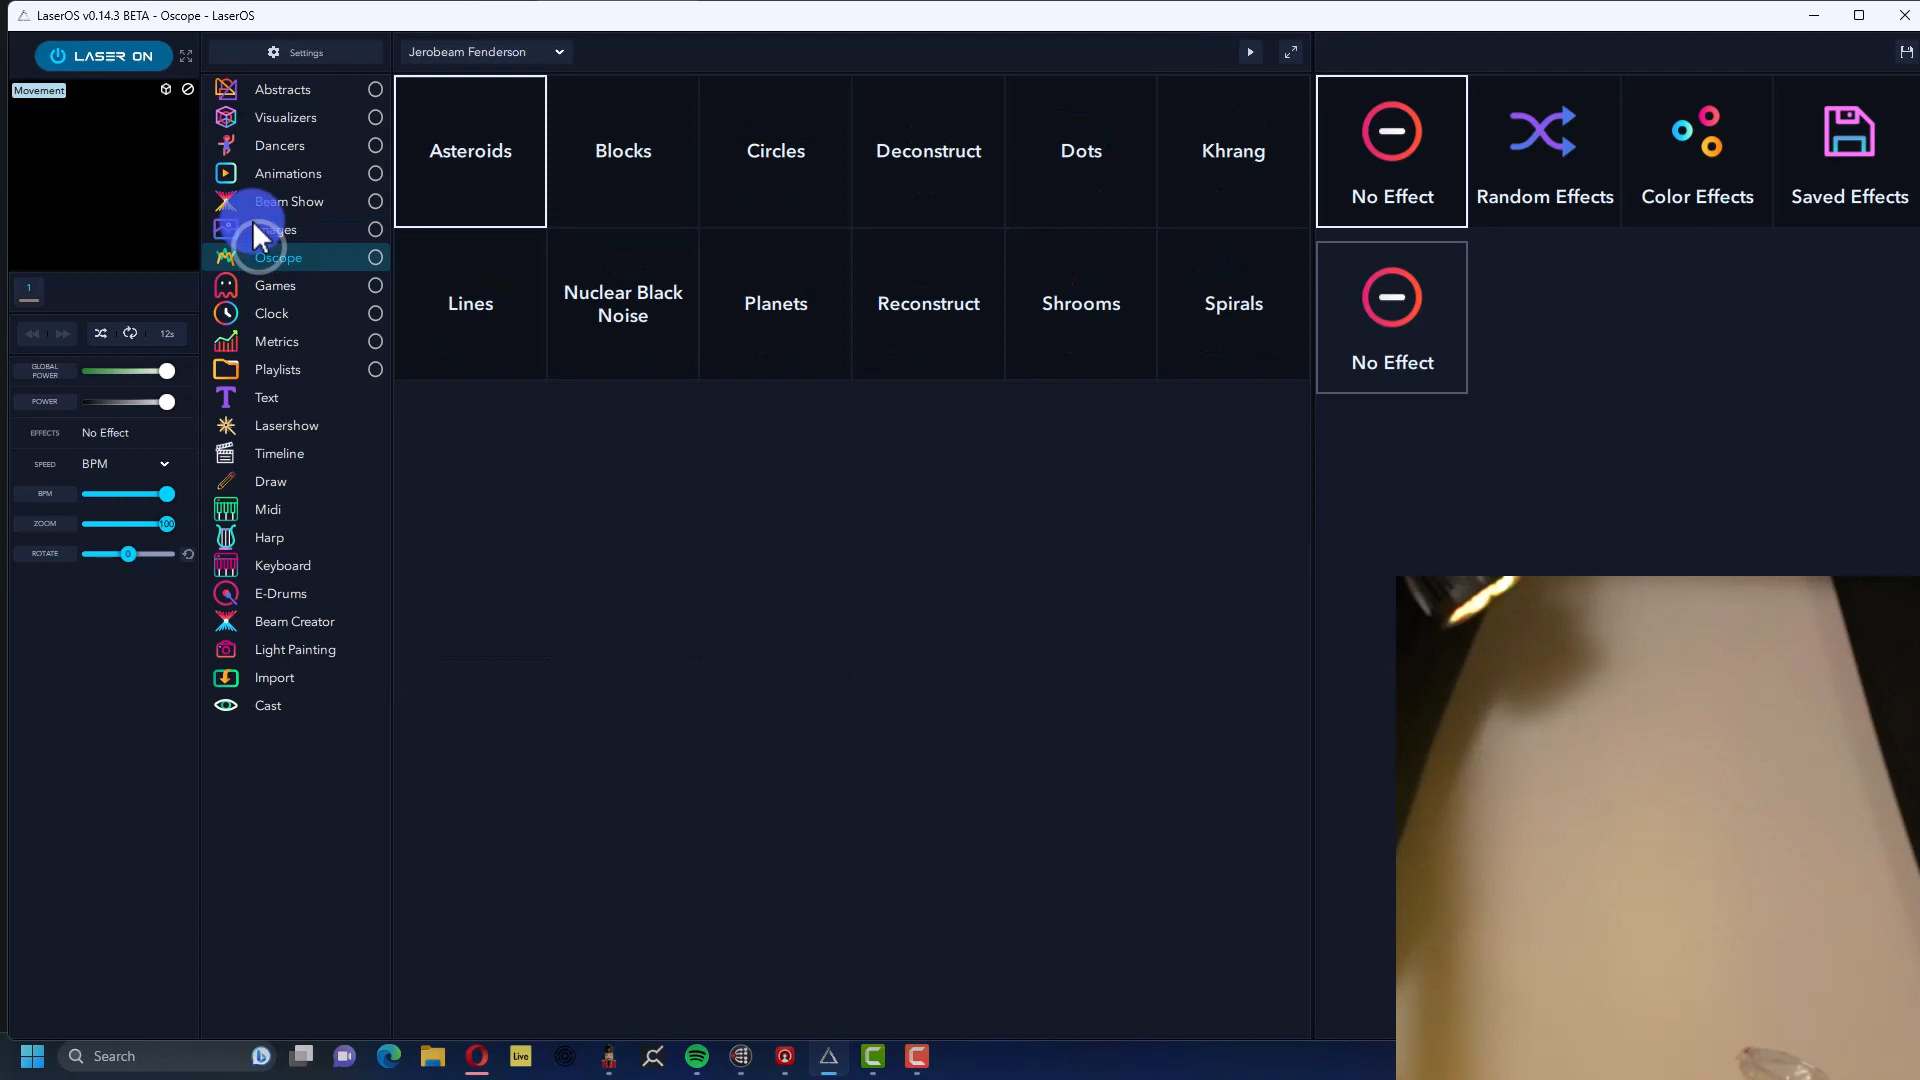 LaserOS v0.14.3 BETA - Oscope - LaserOS
LASER ON
Settings
Jerobeam Fenderson
Movement
Abstracts
Visualizers
Dancers
Animations
Beam Show
ages
Oscope
Games
Clock
Metrics
Playlists
Text
Lasershow
Timeline
Draw
Midi
Harp
Keyboard
E-Drums
Beam Creator
Light Painting
Import
Cast
1
12s
GLOBAL
POWER
POWER
EFFECTS No Effect
SPEED BPM
BPM
ZOOM 100
ROTATE 0
Asteroids
Blocks
Circles
Deconstruct
Dots
Khrang
Lines
Nuclear Black
Noise
Planets
Reconstruct
Shrooms
Spirals
No Effect
Random Effects
Color Effects
Saved Effects
No Effect
Search
Live